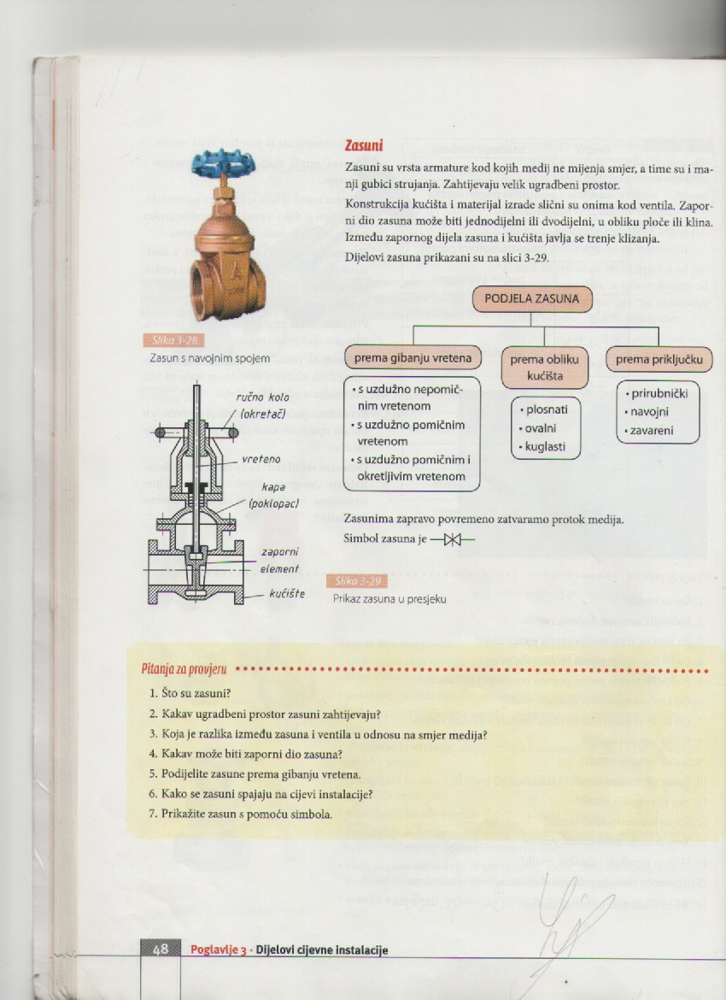 Zasuni
Zasuni su vrsta armature kod kojih medij ne mijenja smjer, a time su i ma-
nji gubici strujanja. Zahtijevaju velik ugradbeni prostor.
Konstrukcija kućišta i materijal izrade slični su onima kod ventila. Zapor-
ni dio zasuna može biti jednodijelni ili dvodijelni, u obliku ploče ili klina.
Između zapornog dijela zasuna i kućišta javlja se trenje klizanja.
Dijelovi zasuna prikazani su na slici 3-29.
A
Slika 3-28
Zasun s navojnim spojem
PODJELA ZASUNA
prema gibanju vretena
• s uzdužno nepomič-
nim vretenom
• s uzdužno pomičnim
vretenom
• s uzdužno pomičnim i
okretljivim vretenom
prema obliku
kućišta
• plosnati
• ovalni
• kuglasti
prema priključku
• prirubnički
• navojni
• zavareni
ručno kolo
(okretač)
vreteno
kapa
(poklopac)
zaporni
element
kućište
Zasunima zapravo povremeno zatvaramo protok medija.
Simbol zasuna je
Slika 3-29
Prikaz zasuna u presjeku
Pitanja za provjeru
1. Što su zasuni?
2. Kakav ugradbeni prostor zasuni zahtijevaju?
3. Koja je razlika između zasuna i ventila u odnosu na smjer medija?
4. Kakav može biti zaporni dio zasuna?
5. Podijelite zasune prema gibanju vretena.
6. Kako se zasuni spajaju na cijevi instalacije?
7. Prikažite zasun s pomoću simbola.
48 Poglavlje 3 • Dijelovi cijevne instalacije